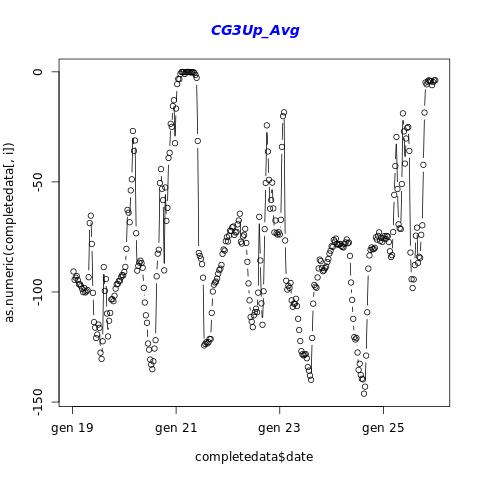 CG3Up_Avg
as.numeric(completedata[, i])
0
-50
-100
-150
gen 19
gen 21
gen 23
gen 25
completedata$date